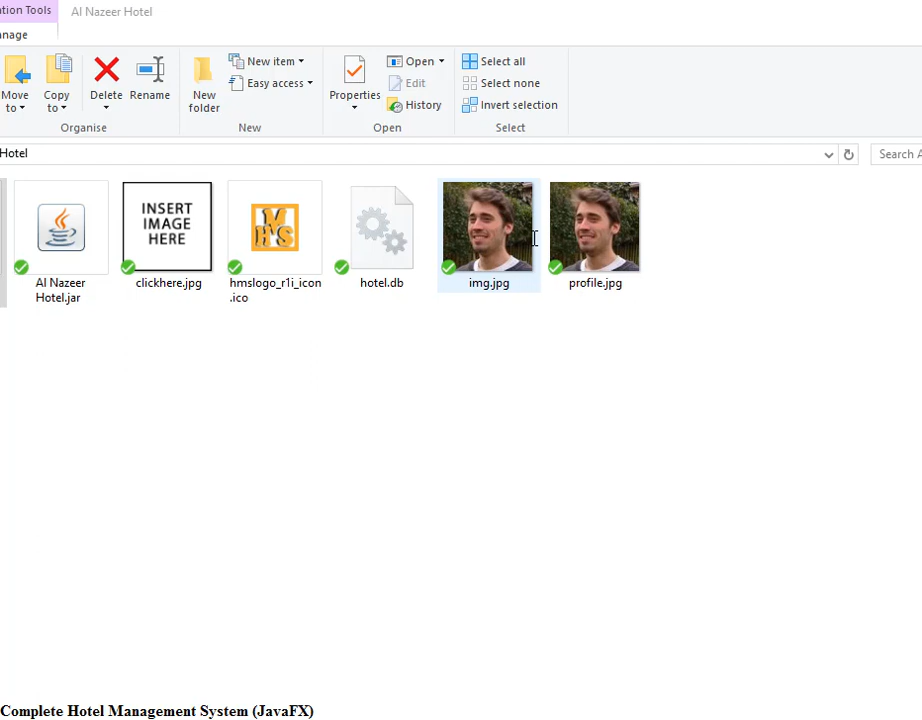 ation Tools
Al Nazeer Hotel
anage
Move to
Copy to
Delete
Rename
New folder
New item
Easy access
Properties
Open
Edit
History
Select all
Select none
Invert selection
Organise
New
Open
Select
Hotel
Search A
INSERT
IMAGE
HERE
M
HS
Al Nazeer
Hotel.jar
clickhere.jpg
hmslogo_r1i_icon
.ico
hotel.db
img.jpg
profile.jpg
Complete Hotel Management System (JavaFX)